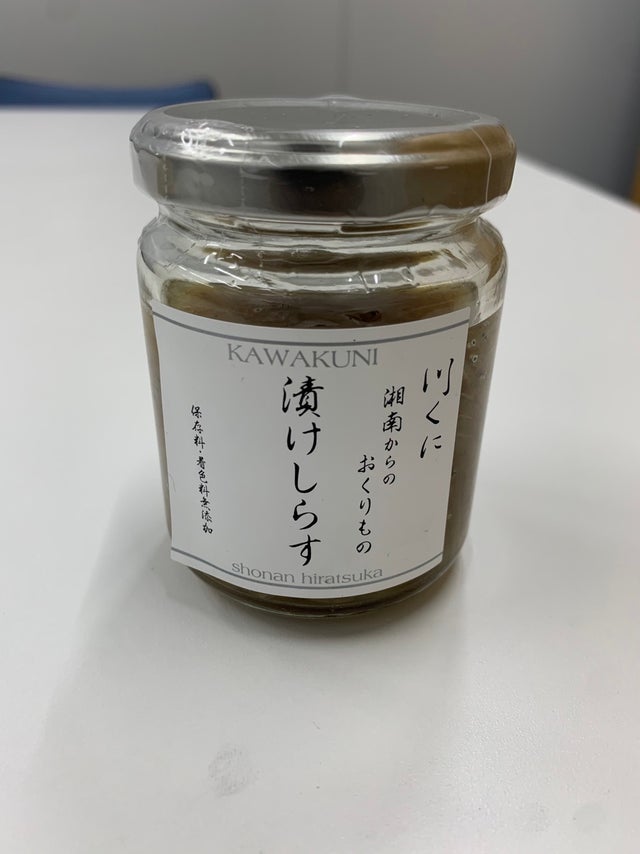 KAWAKUNI
川くに
湘南からの
おくりもの
漬けしらす
保存料・着色料無添加
shonan hiratsuka